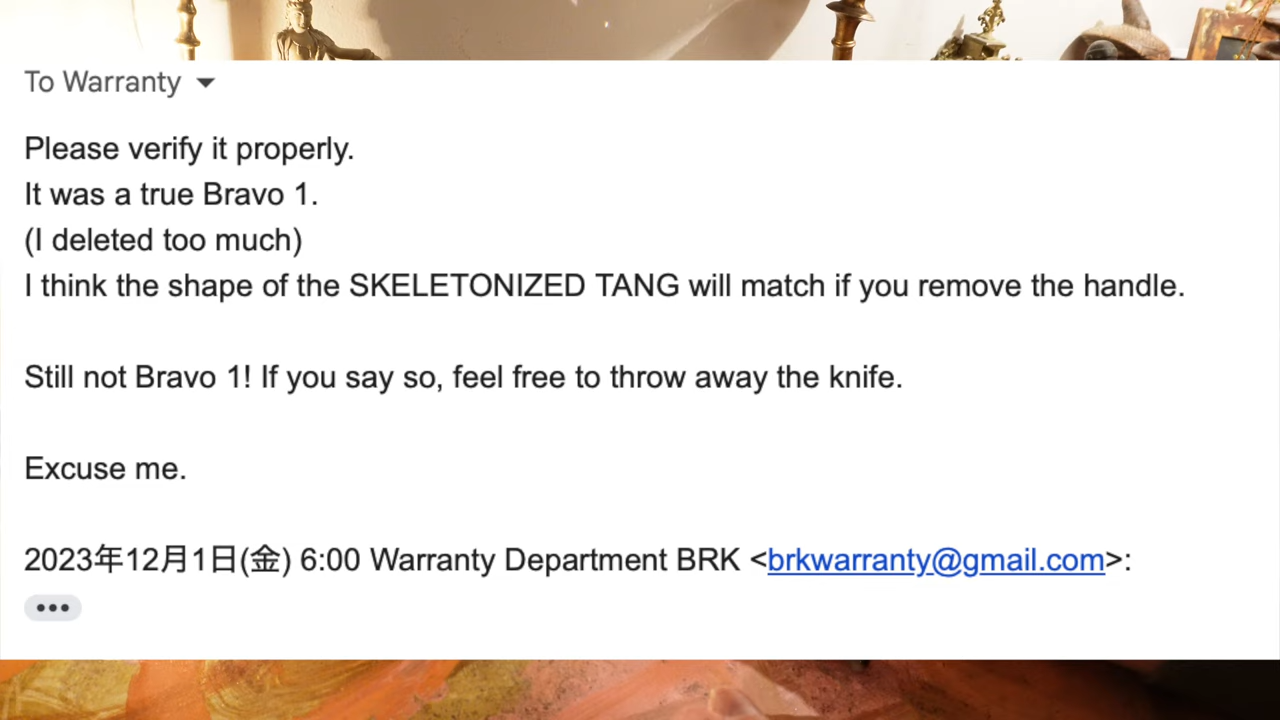 To Warranty
Please verify it properly.
It was a true Bravo 1.
(I deleted too much)
I think the shape of the SKELETONIZED TANG will match if you remove the handle.
Still not Bravo 1! If you say so, feel free to throw away the knife.
Excuse me.
2023年12月1日(金) 6:00 Warranty Department BRK <brkwarranty@gmail.com>: